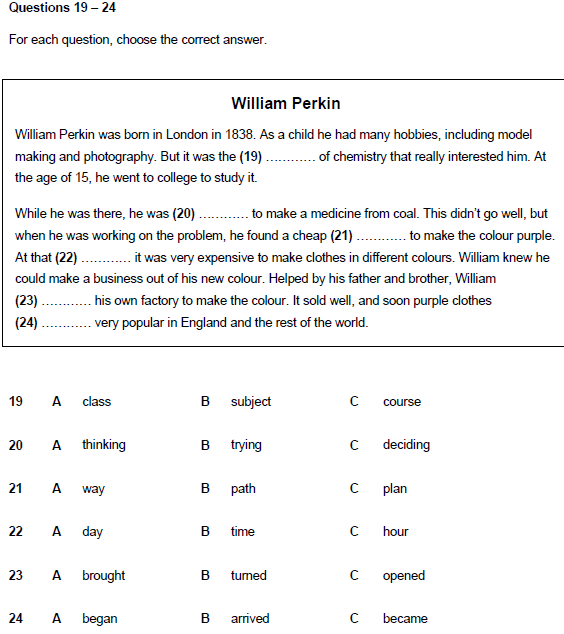 Questions 19 – 24
For each question, choose the correct answer.
William Perkin
William Perkin was born in London in 1838. As a child he had many hobbies, including model
making and photography. But it was the (19) ………… of chemistry that really interested him. At
the age of 15, he went to college to study it.
While he was there, he was (20) ………… to make a medicine from coal. This didn't go well, but
when he was working on the problem, he found a cheap (21) ………… to make the colour purple.
At that (22) ………… it was very expensive to make clothes in different colours. William knew he
could make a business out of his new colour. Helped by his father and brother, William
(23) ………… his own factory to make the colour. It sold well, and soon purple clothes
(24) ………… very popular in England and the rest of the world.
19 A class B subject C course
20 A thinking B trying C deciding
21 A way B path C plan
22 A day B time C hour
23 A brought B turned C opened
24 A began B arrived C became